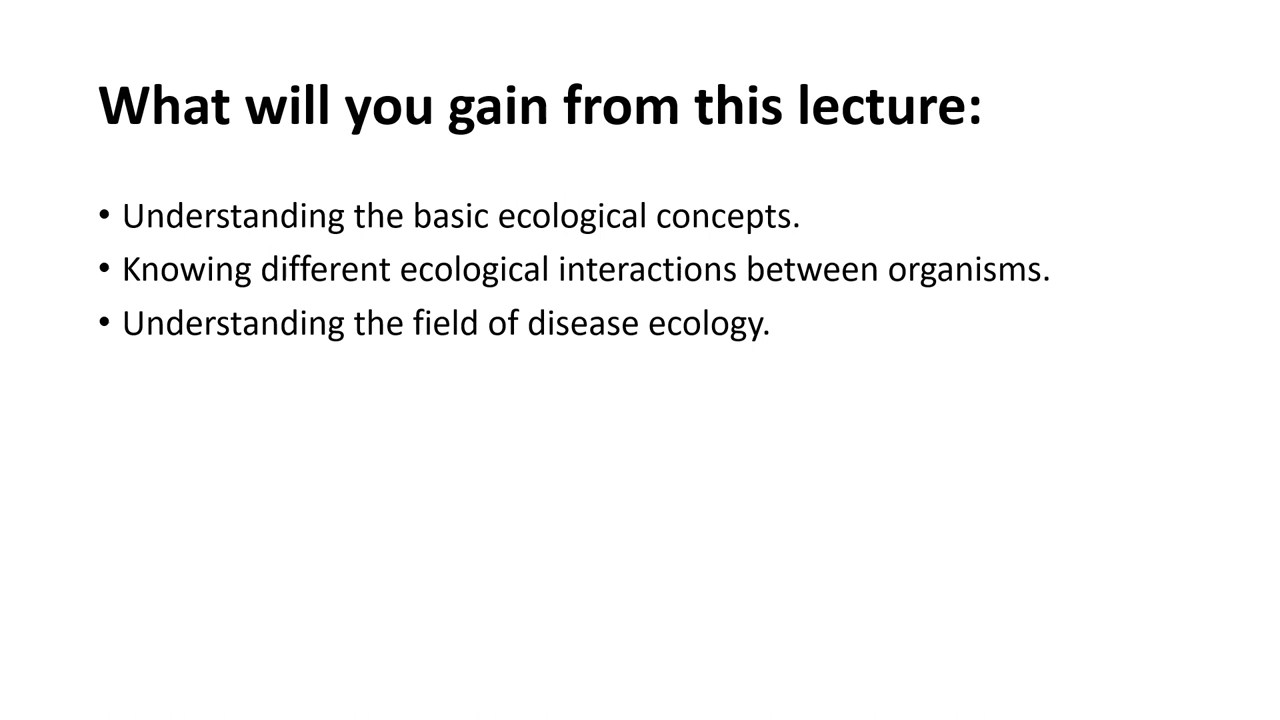 What will you gain from this lecture:
• Understanding the basic ecological concepts.
• Knowing different ecological interactions between organisms.
• Understanding the field of disease ecology.